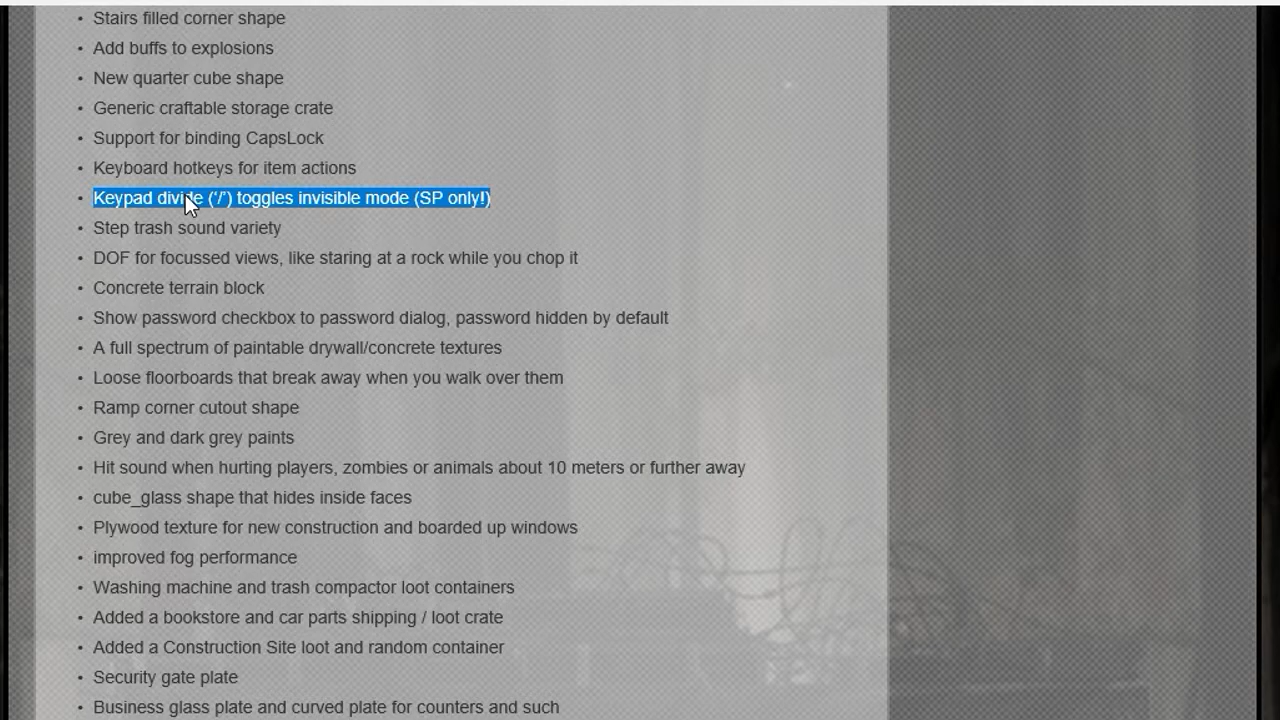 • Stairs filled corner shape
• Add buffs to explosions
• New quarter cube shape
• Generic craftable storage crate
• Support for binding CapsLock
• Keyboard hotkeys for item actions
• Keypad divide (‘/’) toggles invisible mode (SP only!)
• Step trash sound variety
• DOF for focussed views, like staring at a rock while you chop it
• Concrete terrain block
• Show password checkbox to password dialog, password hidden by default
• A full spectrum of paintable drywall/concrete textures
• Loose floorboards that break away when you walk over them
• Ramp corner cutout shape
• Grey and dark grey paints
• Hit sound when hurting players, zombies or animals about 10 meters or further away
• cube_glass shape that hides inside faces
• Plywood texture for new construction and boarded up windows
• improved fog performance
• Washing machine and trash compactor loot containers
• Added a bookstore and car parts shipping / loot crate
• Added a Construction Site loot and random container
• Security gate plate
• Business glass plate and curved plate for counters and such